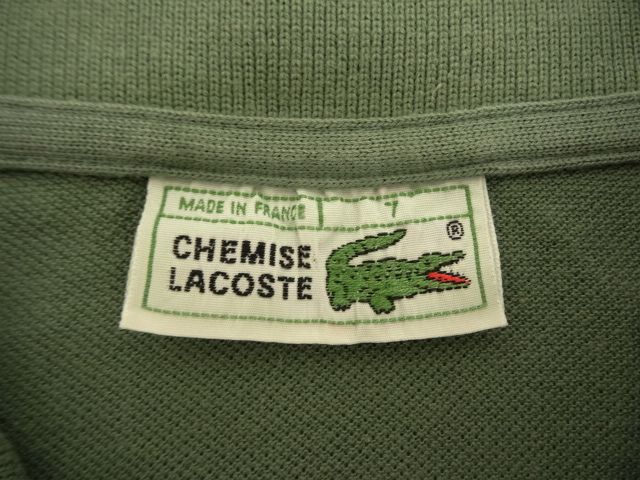 MADE IN FRANCE 7
®
CHEMISE
LACOSTE